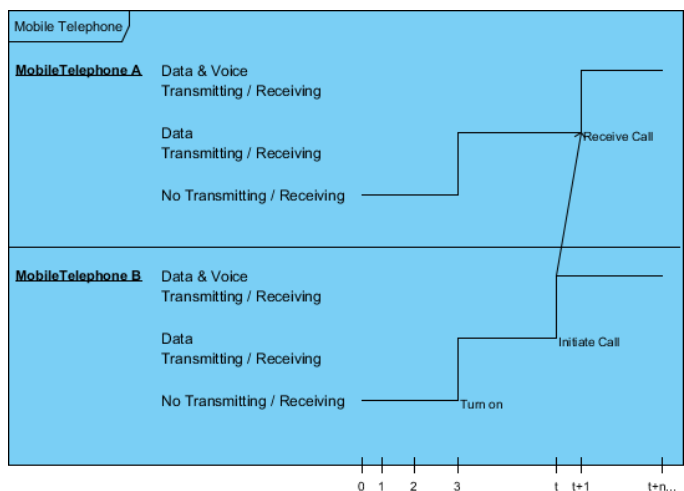 Mobile Telephone
MobileTelephone A
Data & Voice
Transmitting / Receiving
Data
Transmitting / Receiving
Receive Call
No Transmitting / Receiving
MobileTelephone B
Data & Voice
Transmitting / Receiving
Data
Transmitting / Receiving
Initiate Call
No Transmitting / Receiving
Turn on
0 1 2 3 t t+1 t+n...